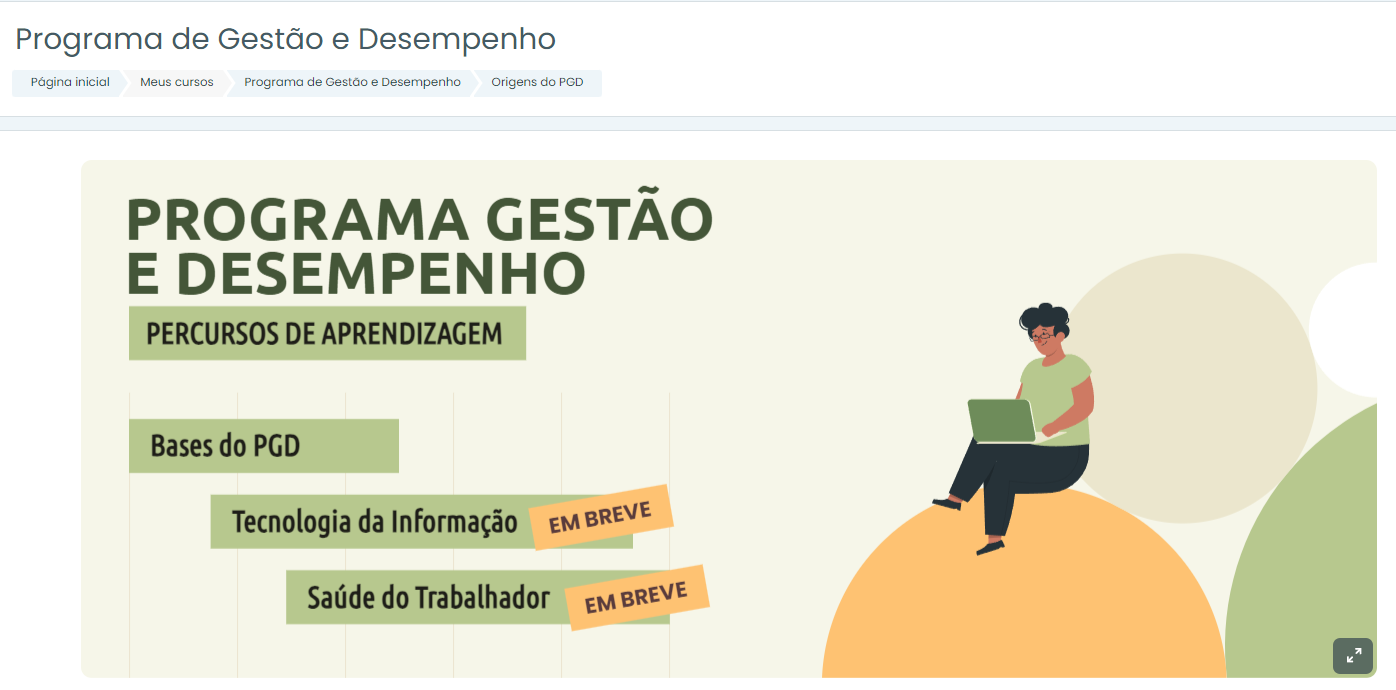 Programa de Gestão e Desempenho
Página inicial Meus cursos Programa de Gestão e Desempenho Origens do PGD
PROGRAMA GESTÃO
E DESEMPENHO
PERCURSOS DE APRENDIZAGEM
Bases do PGD
Tecnologia da Informação EM BREVE
Saúde do Trabalhador EM BREVE